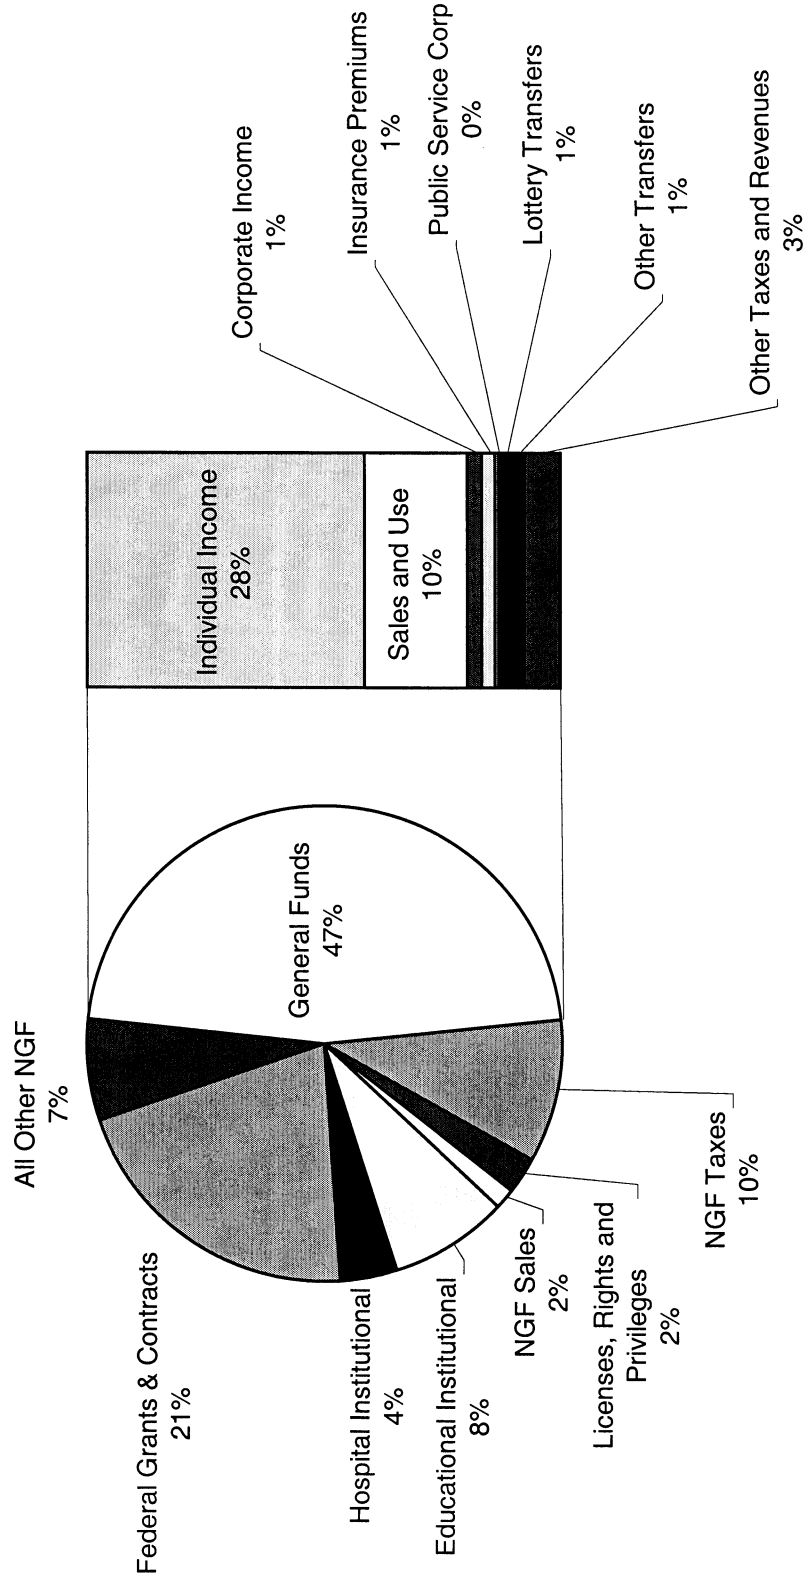 All Other NGF
7%
Federal Grants & Contracts
21%
Hospital Institutional
4%
Educational Institutional
8%
NGF Sales
2%
Licenses, Rights and
Privileges
2%
NGF Taxes
10%
General Funds
47%
Individual Income
28%
Sales and Use
10%
Corporate Income
1%
Insurance Premiums
1%
Public Service Corp
0%
Lottery Transfers
1%
Other Transfers
1%
Other Taxes and Revenues
3%